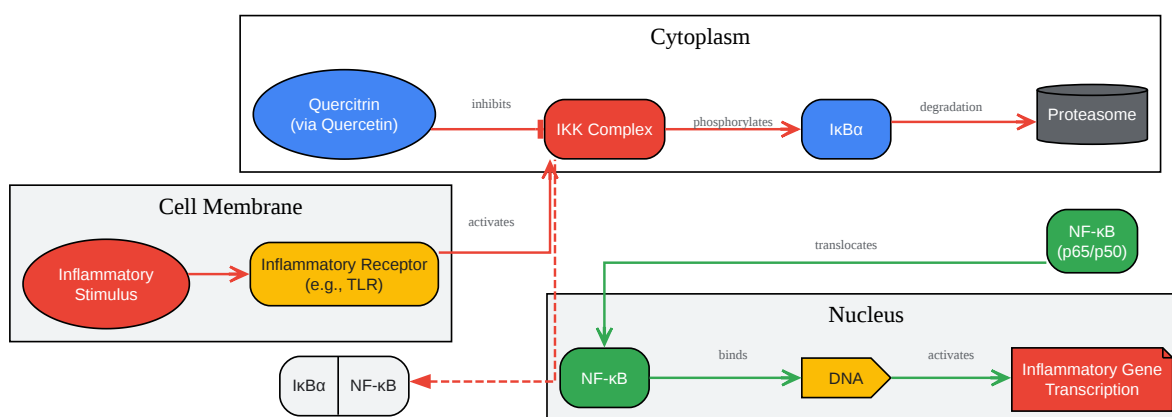 Cytoplasm
Quercitrin
(via Quercetin)
inhibits
IKK Complex
phosphorylates
IκBα
degradation
Proteasome
Cell Membrane
Inflammatory
Stimulus
Inflammatory Receptor
(e.g., TLR)
activates
NF-κB
(p65/p50)
translocates
Nucleus
IκBα
NF-κB
NF-κB
binds
DNA
activates
Inflammatory Gene
Transcription